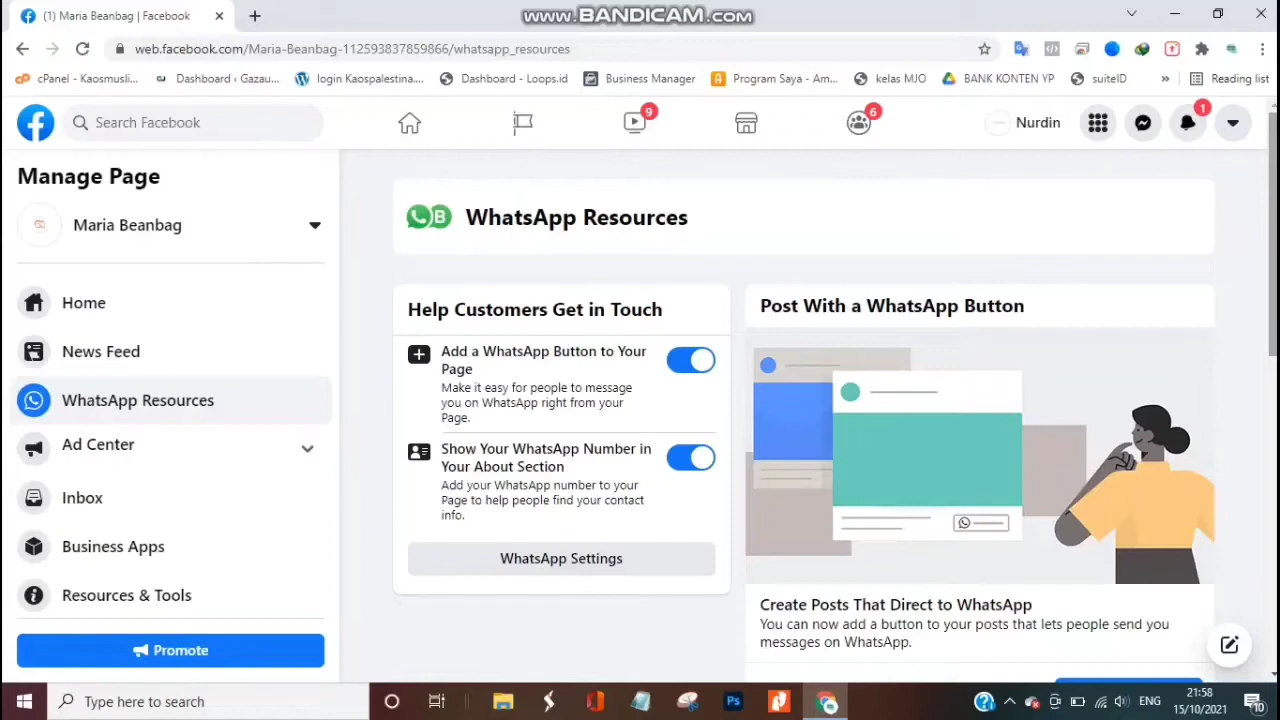 (1) Maria Beanbag | Facebook
www.BANDICAM.com
web.facebook.com/Maria-Beanbag-112593837859866/whatsapp_resources
cPanel - Kaosmusli...
Dashboard ‹ Gazau...
login Kaospalestina....
Dashboard - Loops.id
Business Manager
Program Saya - Am...
kelas MJO
BANK KONTEN YP
suiteID
»
Reading list
Search Facebook
9
6
Nurdin
1
Manage Page
Maria Beanbag
Home
News Feed
WhatsApp Resources
Ad Center
Inbox
Business Apps
Resources & Tools
Promote
WhatsApp Resources
Help Customers Get in Touch
Add a WhatsApp Button to Your
Page
Make it easy for people to message
you on WhatsApp right from your
Page.
Show Your WhatsApp Number in
Your About Section
Add your WhatsApp number to your
Page to help people find your contact
info.
WhatsApp Settings
Post With a WhatsApp Button
Create Posts That Direct to WhatsApp
You can now add a button to your posts that lets people send you
messages on WhatsApp.
Type here to search
ENG
21:58
15/10/2021
10